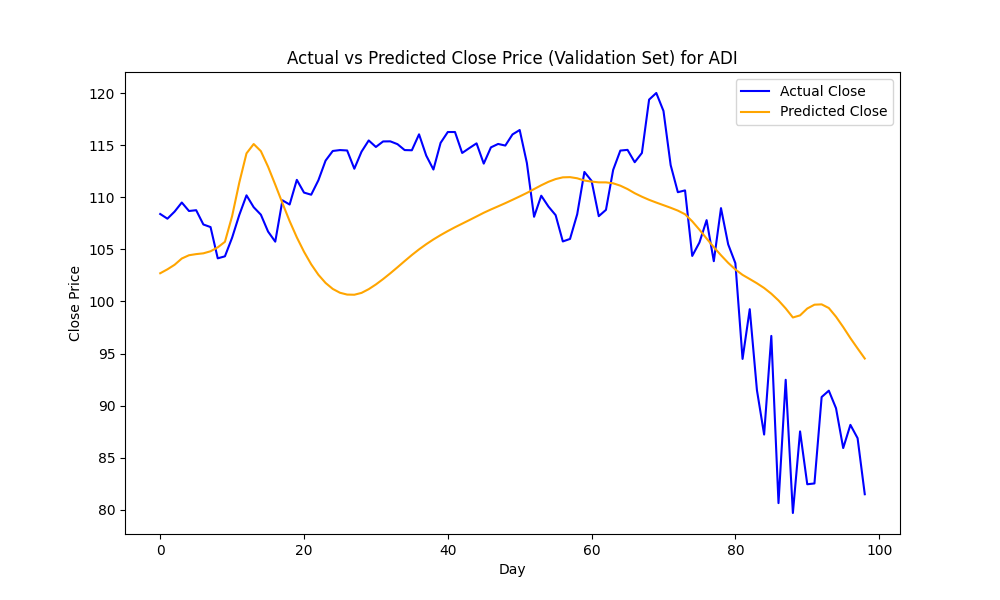 Actual vs Predicted Close Price (Validation Set) for ADI
Actual Close
Predicted Close
Close Price
120
115
110
105
100
95
90
85
80
0 20 40 60 80 100
Day